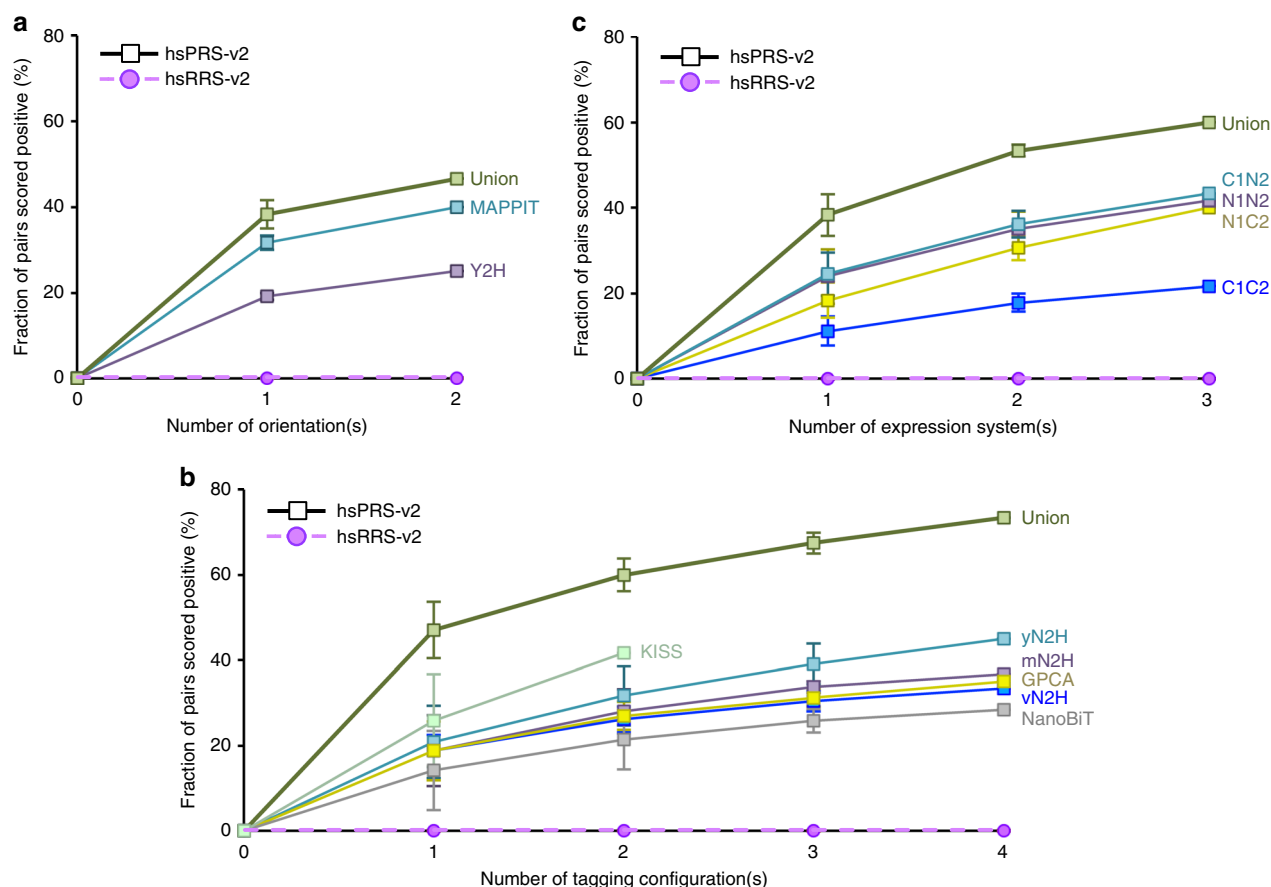 a
80
60
40
20
0
Fraction of pairs scored positive (%)
hsPRS-v2
hsRRS-v2
Union
MAPPIT
Y2H
0
1
2
Number of orientation(s)
c
80
60
40
20
0
Fraction of pairs scored positive (%)
hsPRS-v2
hsRRS-v2
Union
C1N2
N1N2
N1C2
C1C2
0
1
2
3
Number of expression system(s)
b
80
60
40
20
0
Fraction of pairs scored positive (%)
hsPRS-v2
hsRRS-v2
Union
KISS
yN2H
mN2H
GPCA
vN2H
NanoBiT
0
1
2
3
4
Number of tagging configuration(s)